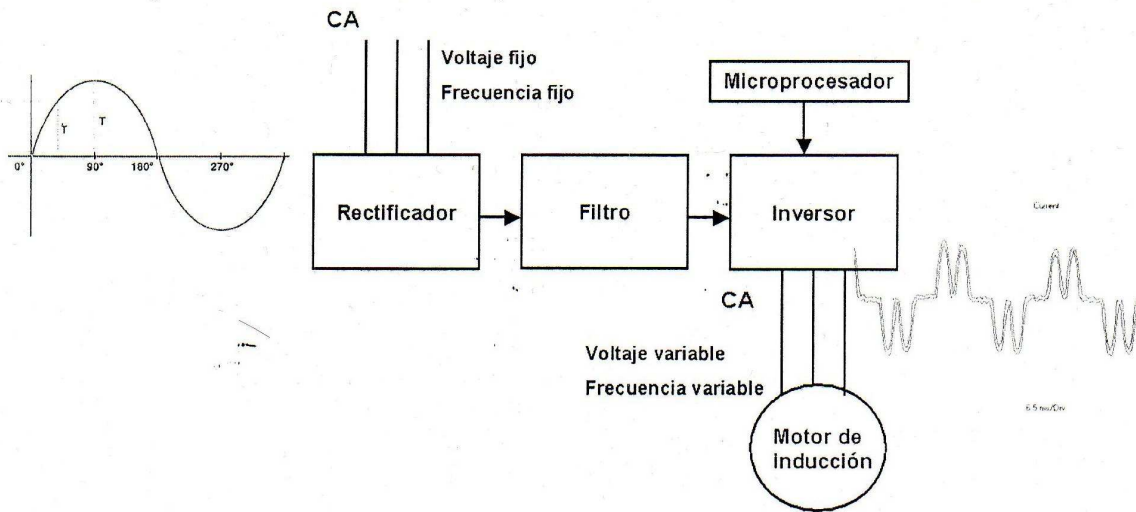 CA
Voltaje fijo
Frecuencia fijo
Microprocesador
0°
90°
180°
270°
Rectificador
Filtro
Inversor
Current
CA
Voltaje variable
Frecuencia variable
Motor de
inducción